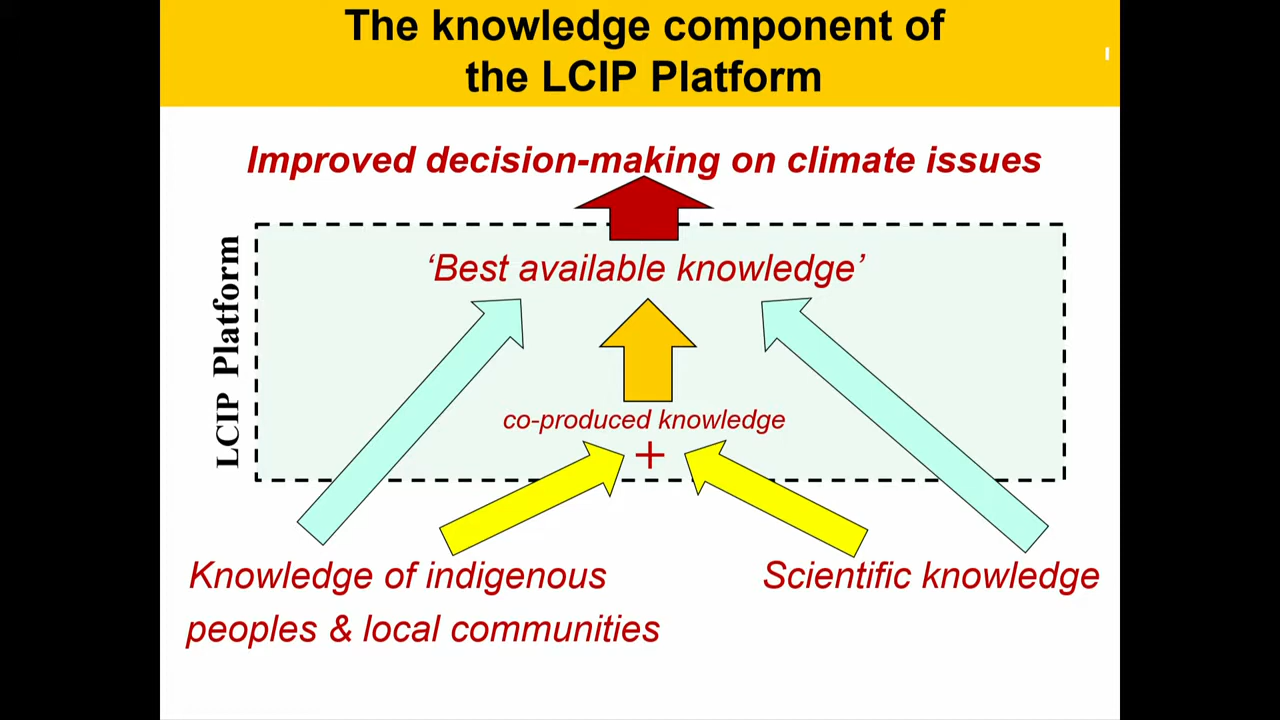 The knowledge component of
the LCIP Platform
Improved decision-making on climate issues
LCIP Platform
‘Best available knowledge’
co-produced knowledge
+
Knowledge of indigenous
peoples & local communities
Scientific knowledge